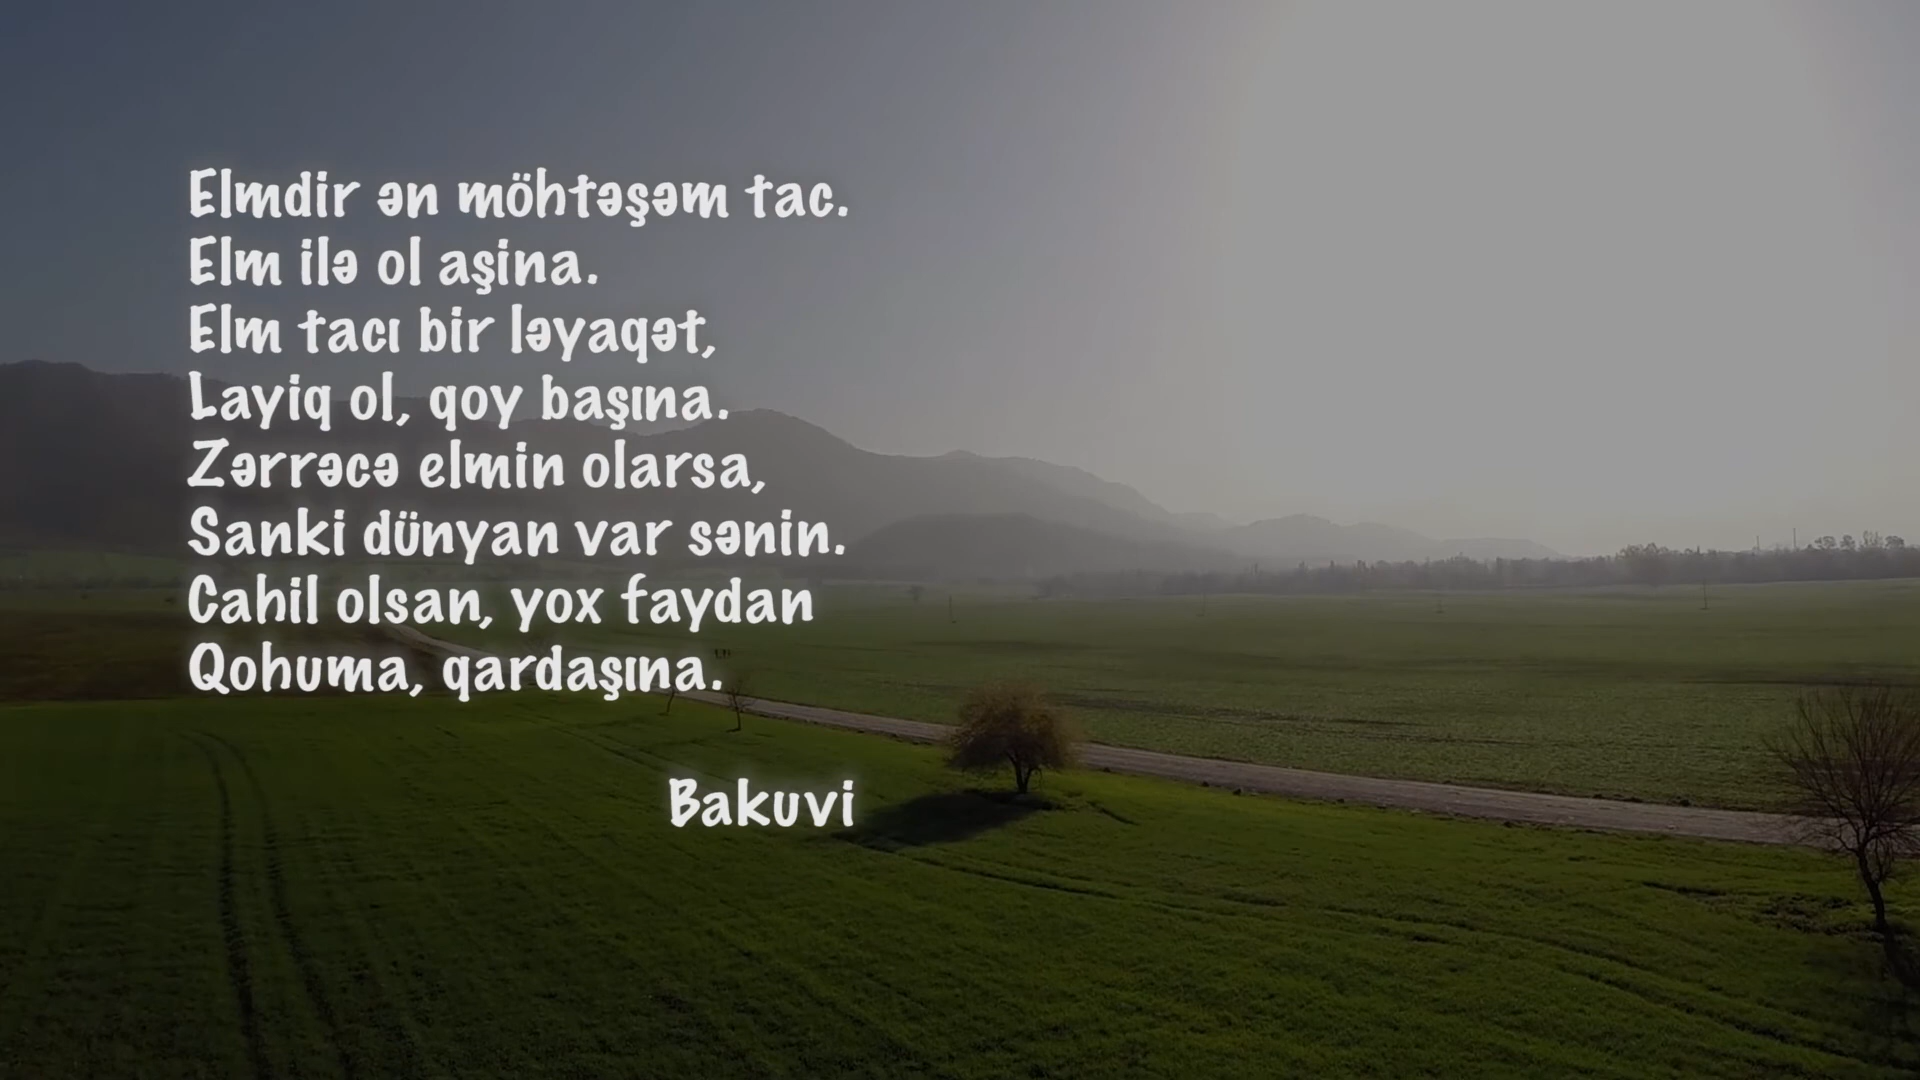 Elmdir ən möhtəşəm tac.
Elm ilə ol aşina.
Elm tacı bir ləyaqət,
Layiq ol, qoy başına.
Zərrəcə elmin olarsa,
Sanki dünyan var sənin.
Cahil olsan, yox faydan
Qohuma, qardaşına.
Bakuvi